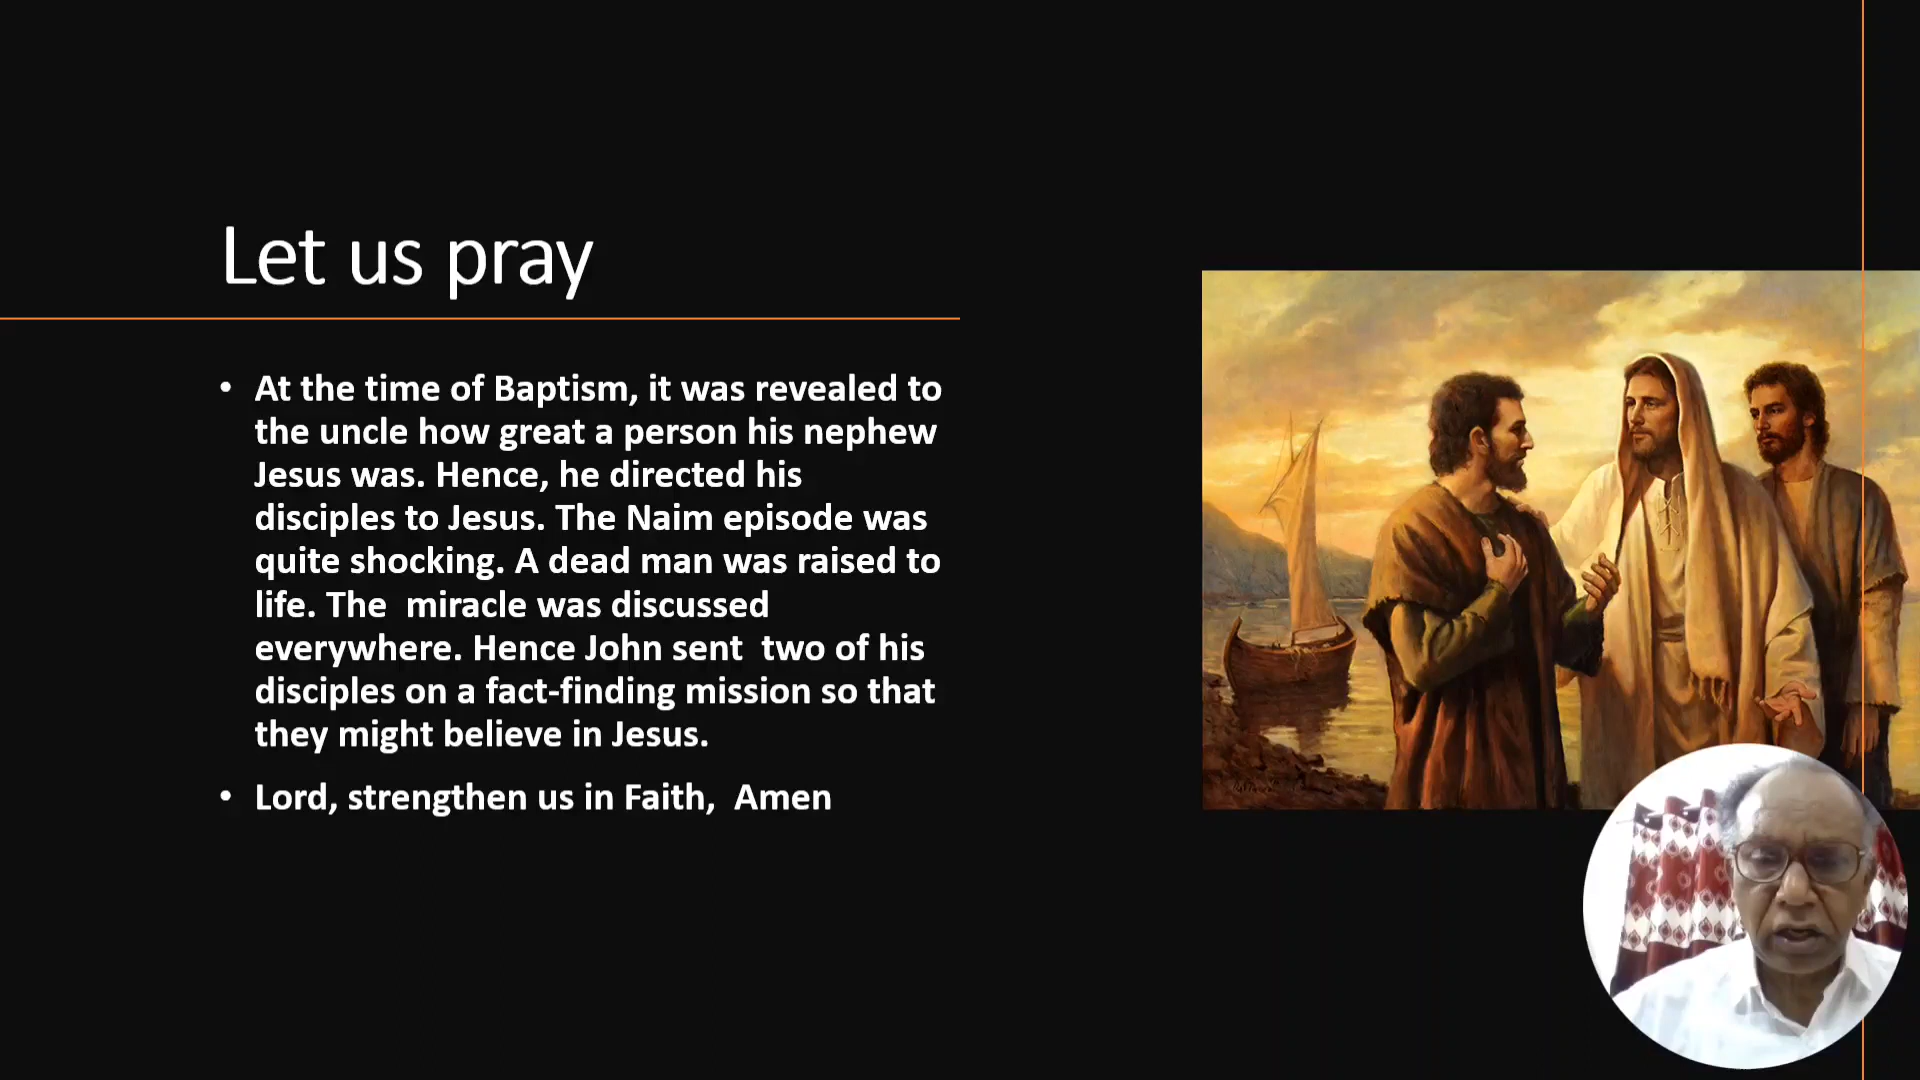 Let us pray
• At the time of Baptism, it was revealed to
the uncle how great a person his nephew
Jesus was. Hence, he directed his
disciples to Jesus. The Naim episode was
quite shocking. A dead man was raised to
life. The  miracle was discussed
everywhere. Hence John sent  two of his
disciples on a fact-finding mission so that
they might believe in Jesus.
• Lord, strengthen us in Faith,  Amen